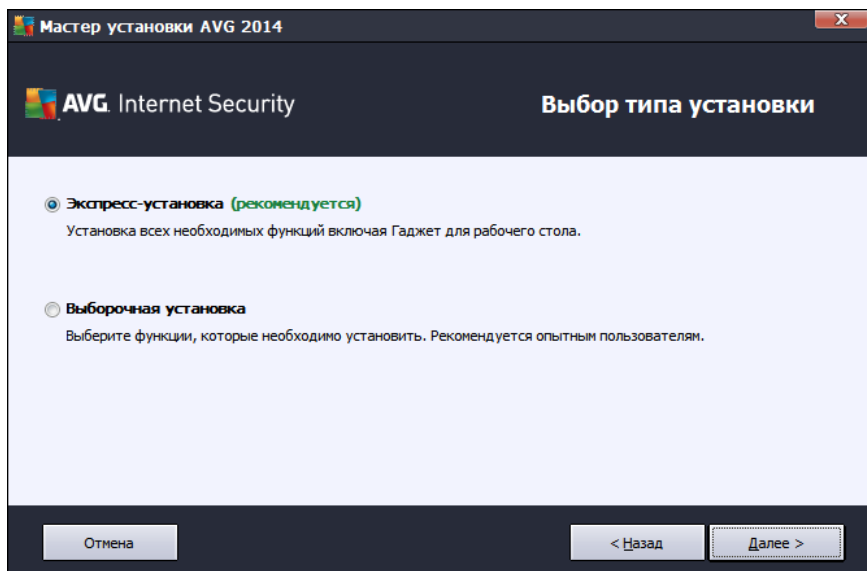 Мастер установки AVG 2014
AVG. Internet Security
Выбор типа установки
Экспресс-установка (рекомендуется)
Установка всех необходимых функций включая Гаджет для рабочего стола.
Выборочная установка
Выберите функции, которые необходимо установить. Рекомендуется опытным пользователям.
Отмена
< Назад
Далее >